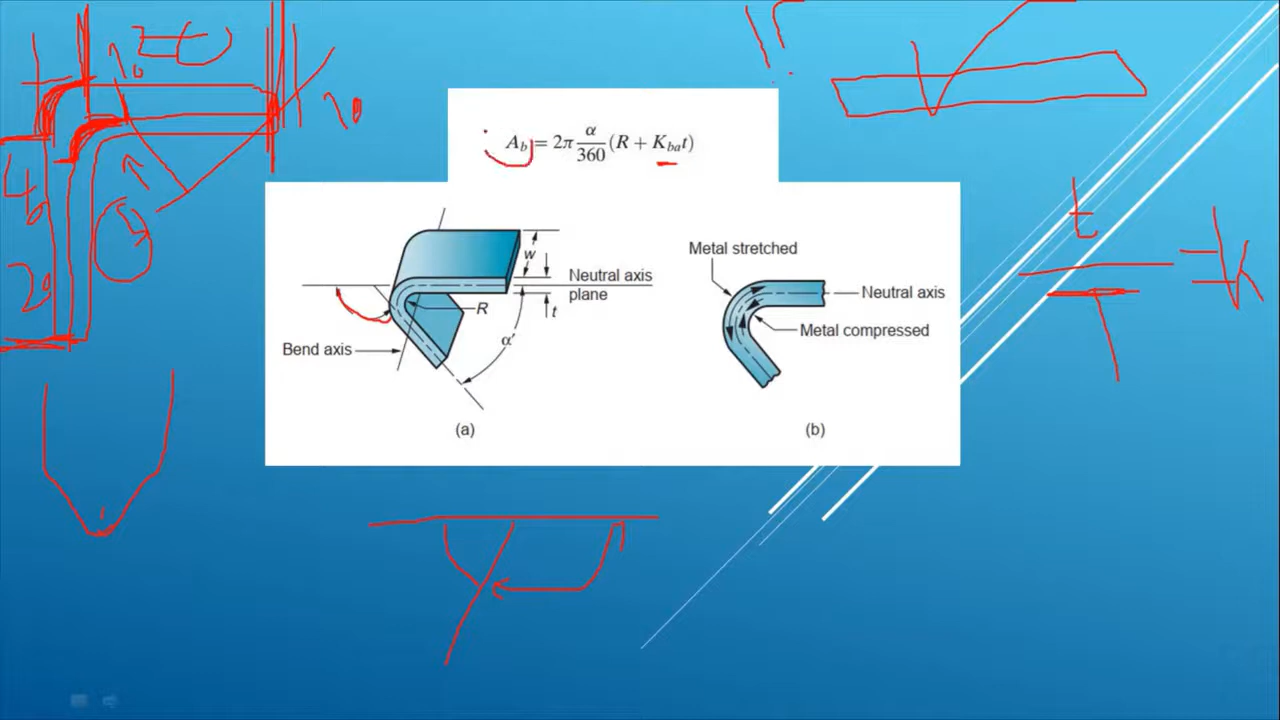 A_b = 2π α/360 (R + K_ba t)
w
Neutral axis
plane
R
t
Bend axis
α'
(a)
Metal stretched
Neutral axis
Metal compressed
(b)
t